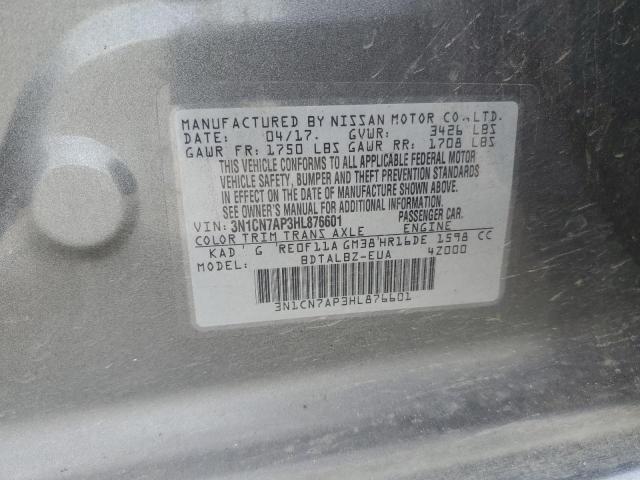 MANUFACTURED BY NISSAN MOTOR CO.,LTD.
DATE: 04/17. GVWR: 3426 LBS
GAWR FR: 1750 LBS GAWR RR: 1708 LBS
THIS VEHICLE CONFORMS TO ALL APPLICABLE FEDERAL MOTOR
VEHICLE SAFETY, BUMPER AND THEFT PREVENTION STANDARDS
IN EFFECT ON THE DATE OF MANUFACTURE SHOWN ABOVE.
SEE OWNER'S MANUAL FOR ADDITIONAL INFORMATION.
VIN: 3N1CN7AP3HL876601 PASSENGER CAR.
COLOR TRIM TRANS AXLE ENGINE
KAD G RE0F11A GM38 HR16DE 1598 CC
MODEL: BDTALBZ-EUA 4Z000
3N1CN7AP3HL876601